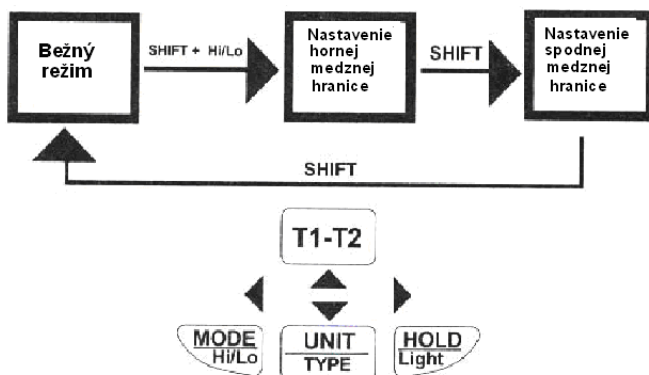 Bežný
režim
SHIFT + Hi/Lo
Nastavenie
hornej
medznej
hranice
SHIFT
Nastavenie
spodnej
medznej
hranice
SHIFT
T1-T2
MODE
Hi/Lo
UNIT
TYPE
HOLD
Light